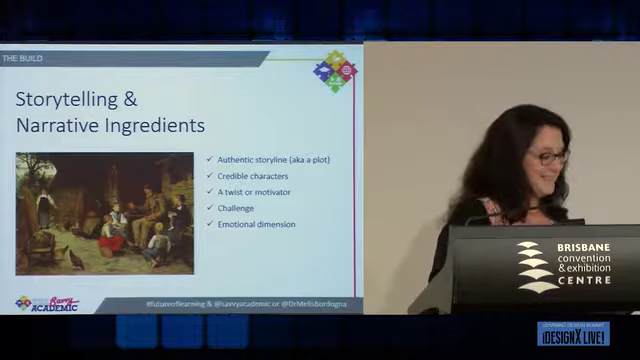 THE BUILD
Storytelling &
Narrative Ingredients
✓ Authentic storyline (aka a plot)
✓ Credible characters
✓ A twist or motivator
✓ Challenge
✓ Emotional dimension
Savvy
ACADEMIC
#futureoflearning & @savvyacademic or @DrMelisBordogna
BRISBANE
convention
& exhibition
CENTRE
LEARNING DESIGN SUMMIT
iDESIGNX LIVE!